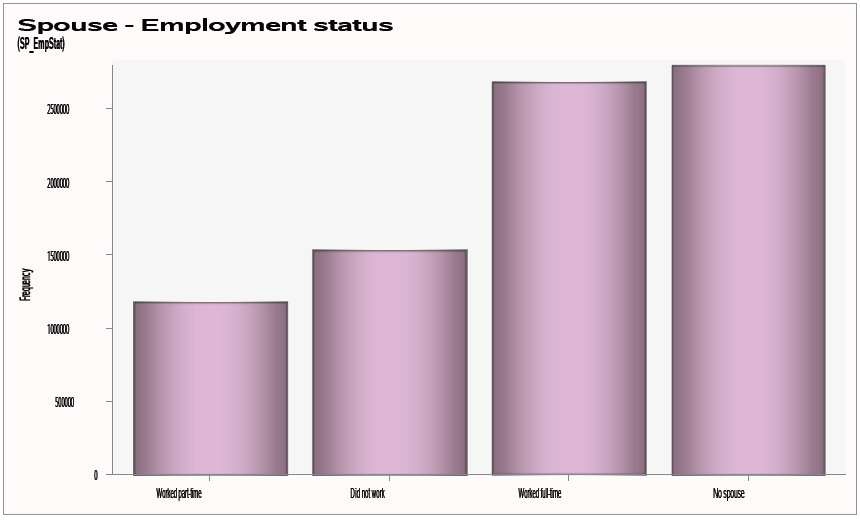 Spouse - Employment status
(SP_EmpStat)
2500000
2000000
1500000
1000000
500000
0
Frequency
Worked part-time
Did not work
Worked full-time
No spouse